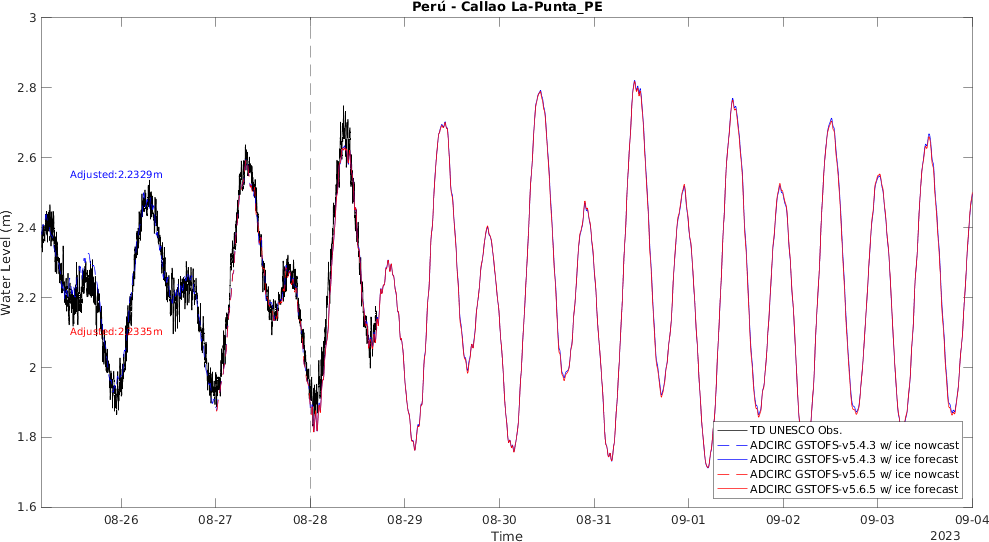 Perú - Callao La-Punta_PE
3
2.8
2.6
2.4
2.2
2
1.8
1.6
Water Level (m)
Adjusted:2.2329m
Adjusted:2.2335m
TD UNESCO Obs.
ADCIRC GSTOFS-v5.4.3 w/ ice nowcast
ADCIRC GSTOFS-v5.4.3 w/ ice forecast
ADCIRC GSTOFS-v5.6.5 w/ ice nowcast
ADCIRC GSTOFS-v5.6.5 w/ ice forecast
08-26 08-27 08-28 08-29 08-30 08-31 09-01 09-02 09-03 09-04
Time
2023